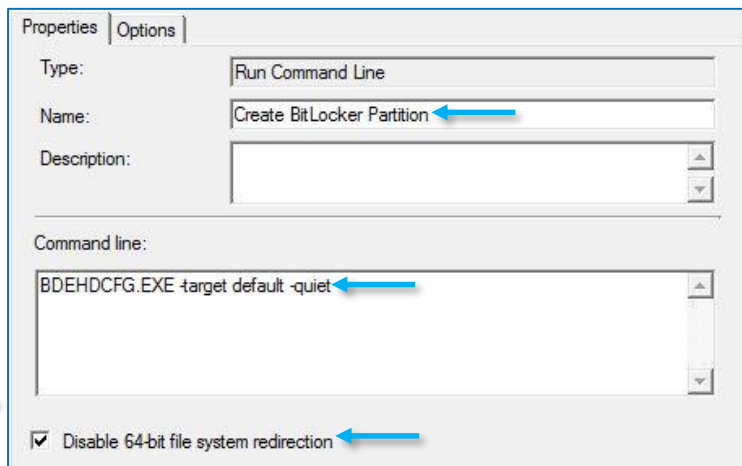 Properties
Options
Type:
Run Command Line
Name:
Create BitLocker Partition
Description:
Command line:
BDEHDCFG.EXE -target default -quiet
Disable 64-bit file system redirection